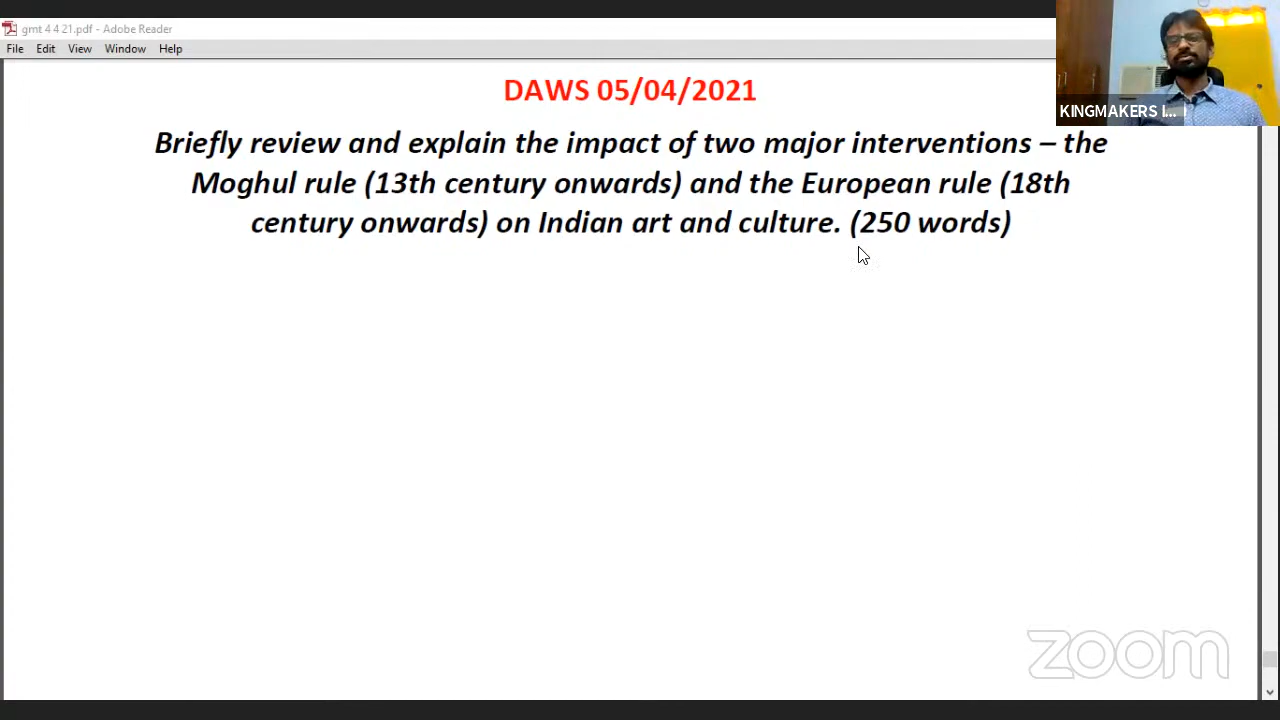 gmt 4 4 21.pdf - Adobe Reader
File Edit View Window Help
KINGMAKERS I...
DAWS 05/04/2021
Briefly review and explain the impact of two major interventions – the
Moghul rule (13th century onwards) and the European rule (18th
century onwards) on Indian art and culture. (250 words)
zoom